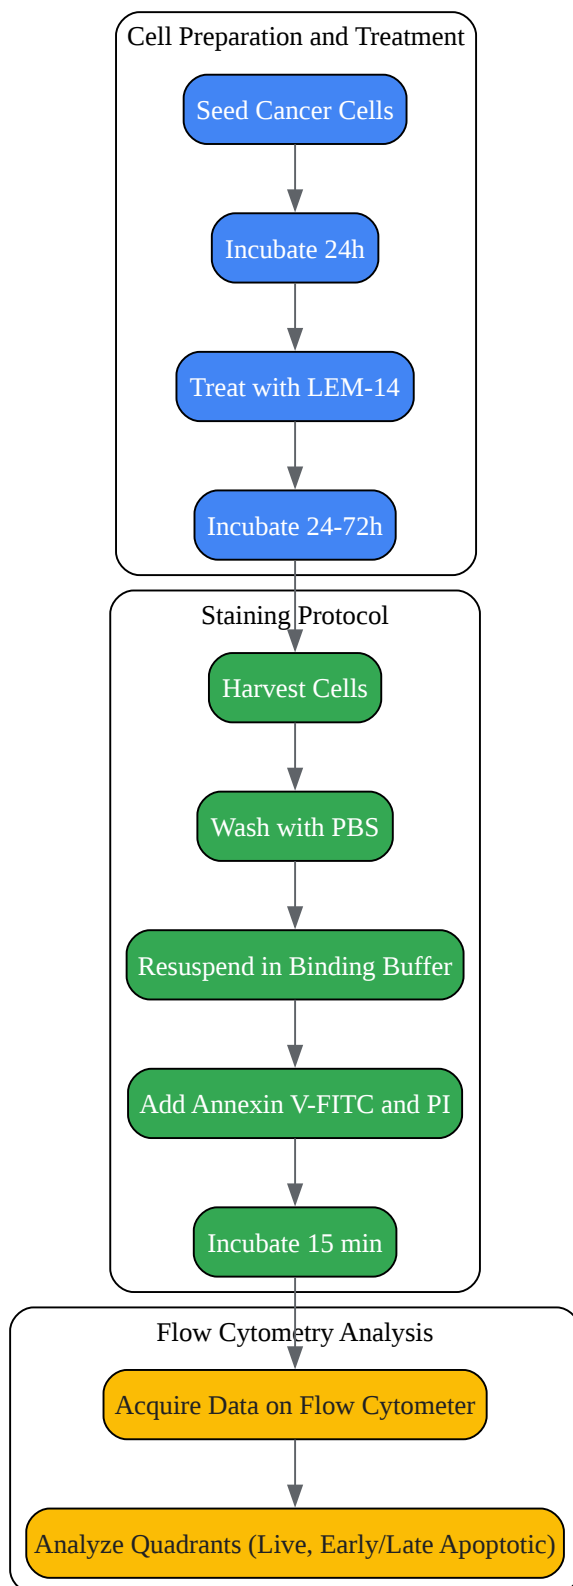 Cell Preparation and Treatment
Seed Cancer Cells
Incubate 24h
Treat with LEM-14
Incubate 24-72h
Staining Protocol
Harvest Cells
Wash with PBS
Resuspend in Binding Buffer
Add Annexin V-FITC and PI
Incubate 15 min
Flow Cytometry Analysis
Acquire Data on Flow Cytometer
Analyze Quadrants (Live, Early/Late Apoptotic)